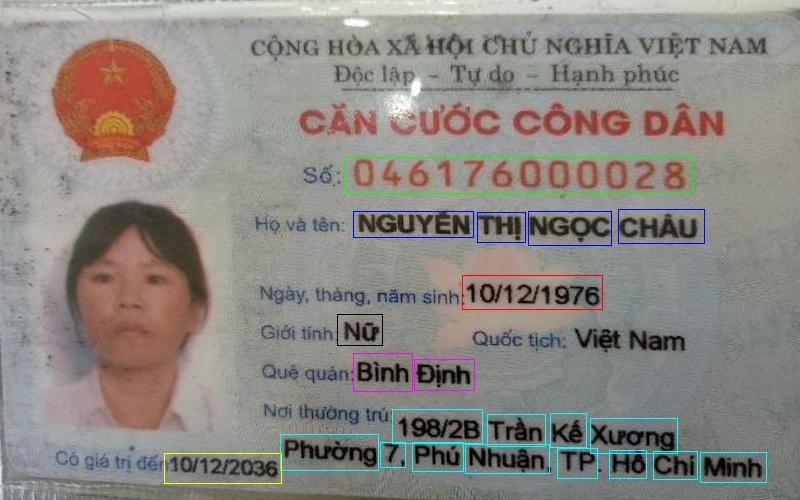 CỘNG HÒA XÃ HỘI CHỦ NGHĨA VIỆT NAM
Độc lập - Tự do - Hạnh phúc
CĂN CƯỚC CÔNG DÂN
Số: 046176000028
Họ và tên: NGUYỄN THỊ NGỌC CHÂU
Ngày, tháng, năm sinh: 10/12/1976
Giới tính: Nữ Quốc tịch: Việt Nam
Quê quán: Bình Định
Nơi thường trú: 198/2B Trần Kế Xương
Phường 7, Phú Nhuận, TP. Hồ Chí Minh
Có giá trị đến 10/12/2036